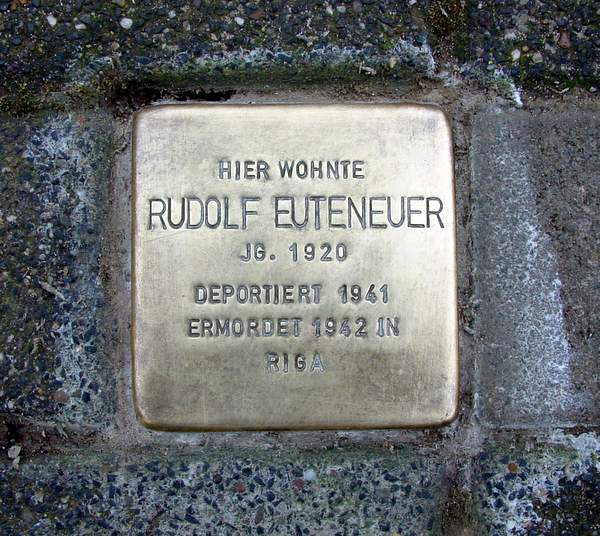 HIER WOHNTE
RUDOLF EUTENEUER
JG. 1920
DEPORTIERT 1941
ERMORDET 1942 IN
RIGA